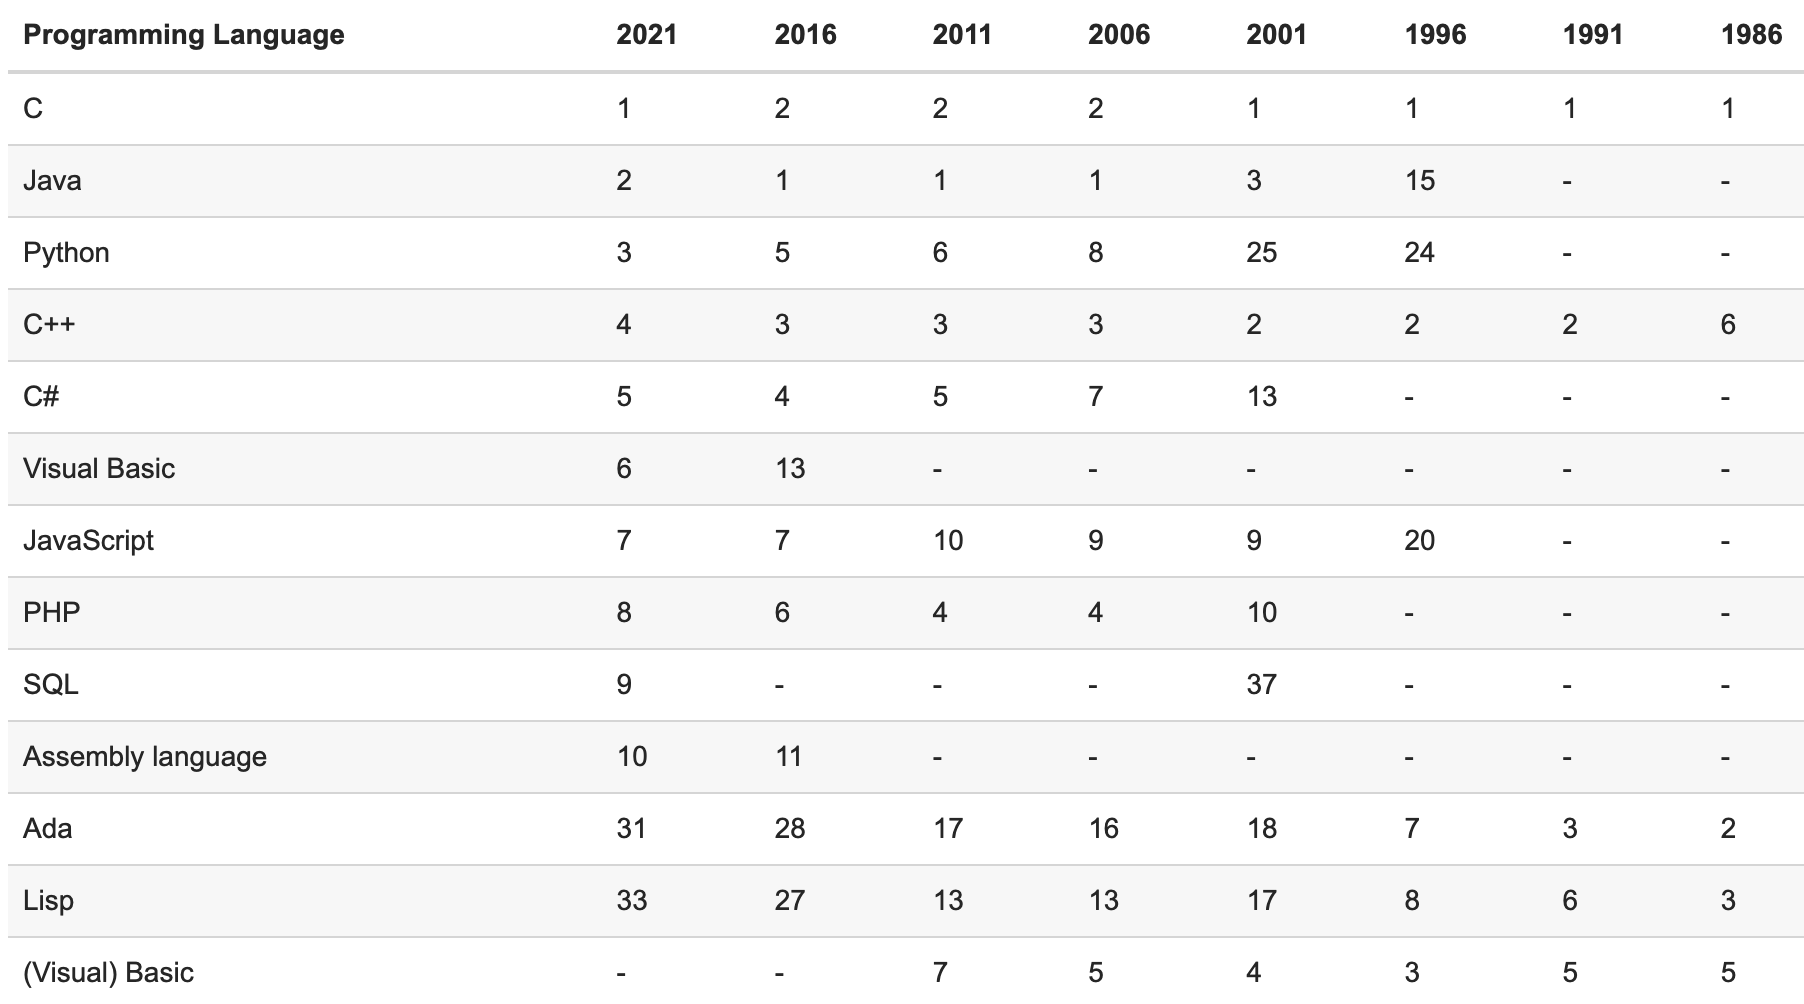 Programming Language 2021 2016 2011 2006 2001 1996 1991 1986
C 1 2 2 2 1 1 1 1
Java 2 1 1 1 3 15 - -
Python 3 5 6 8 25 24 - -
C++ 4 3 3 3 2 2 2 6
C# 5 4 5 7 13 - - -
Visual Basic 6 13 - - - - - -
JavaScript 7 7 10 9 9 20 - -
PHP 8 6 4 4 10 - - -
SQL 9 - - - 37 - - -
Assembly language 10 11 - - - - - -
Ada 31 28 17 16 18 7 3 2
Lisp 33 27 13 13 17 8 6 3
(Visual) Basic - - 7 5 4 3 5 5